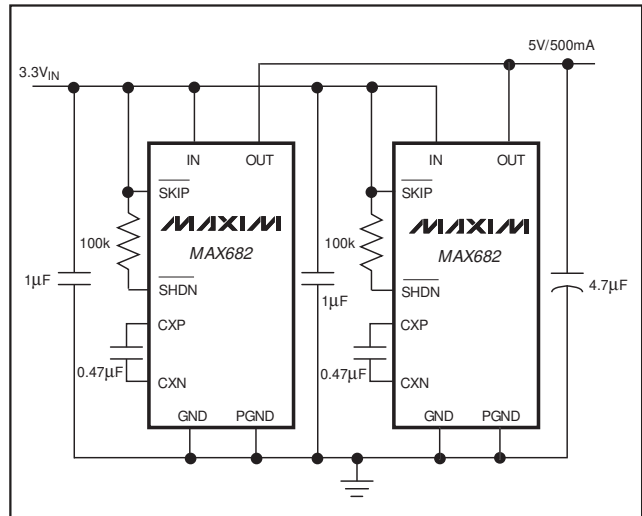 5V/500mA
3.3VIN
IN OUT IN OUT
SKIP SKIP
MAXIM MAXIM
100k MAX682 100k MAX682
1µF SHDN 1µF SHDN 4.7µF
CXP CXP
0.47µF 0.47µF
CXN CXN
GND PGND GND PGND